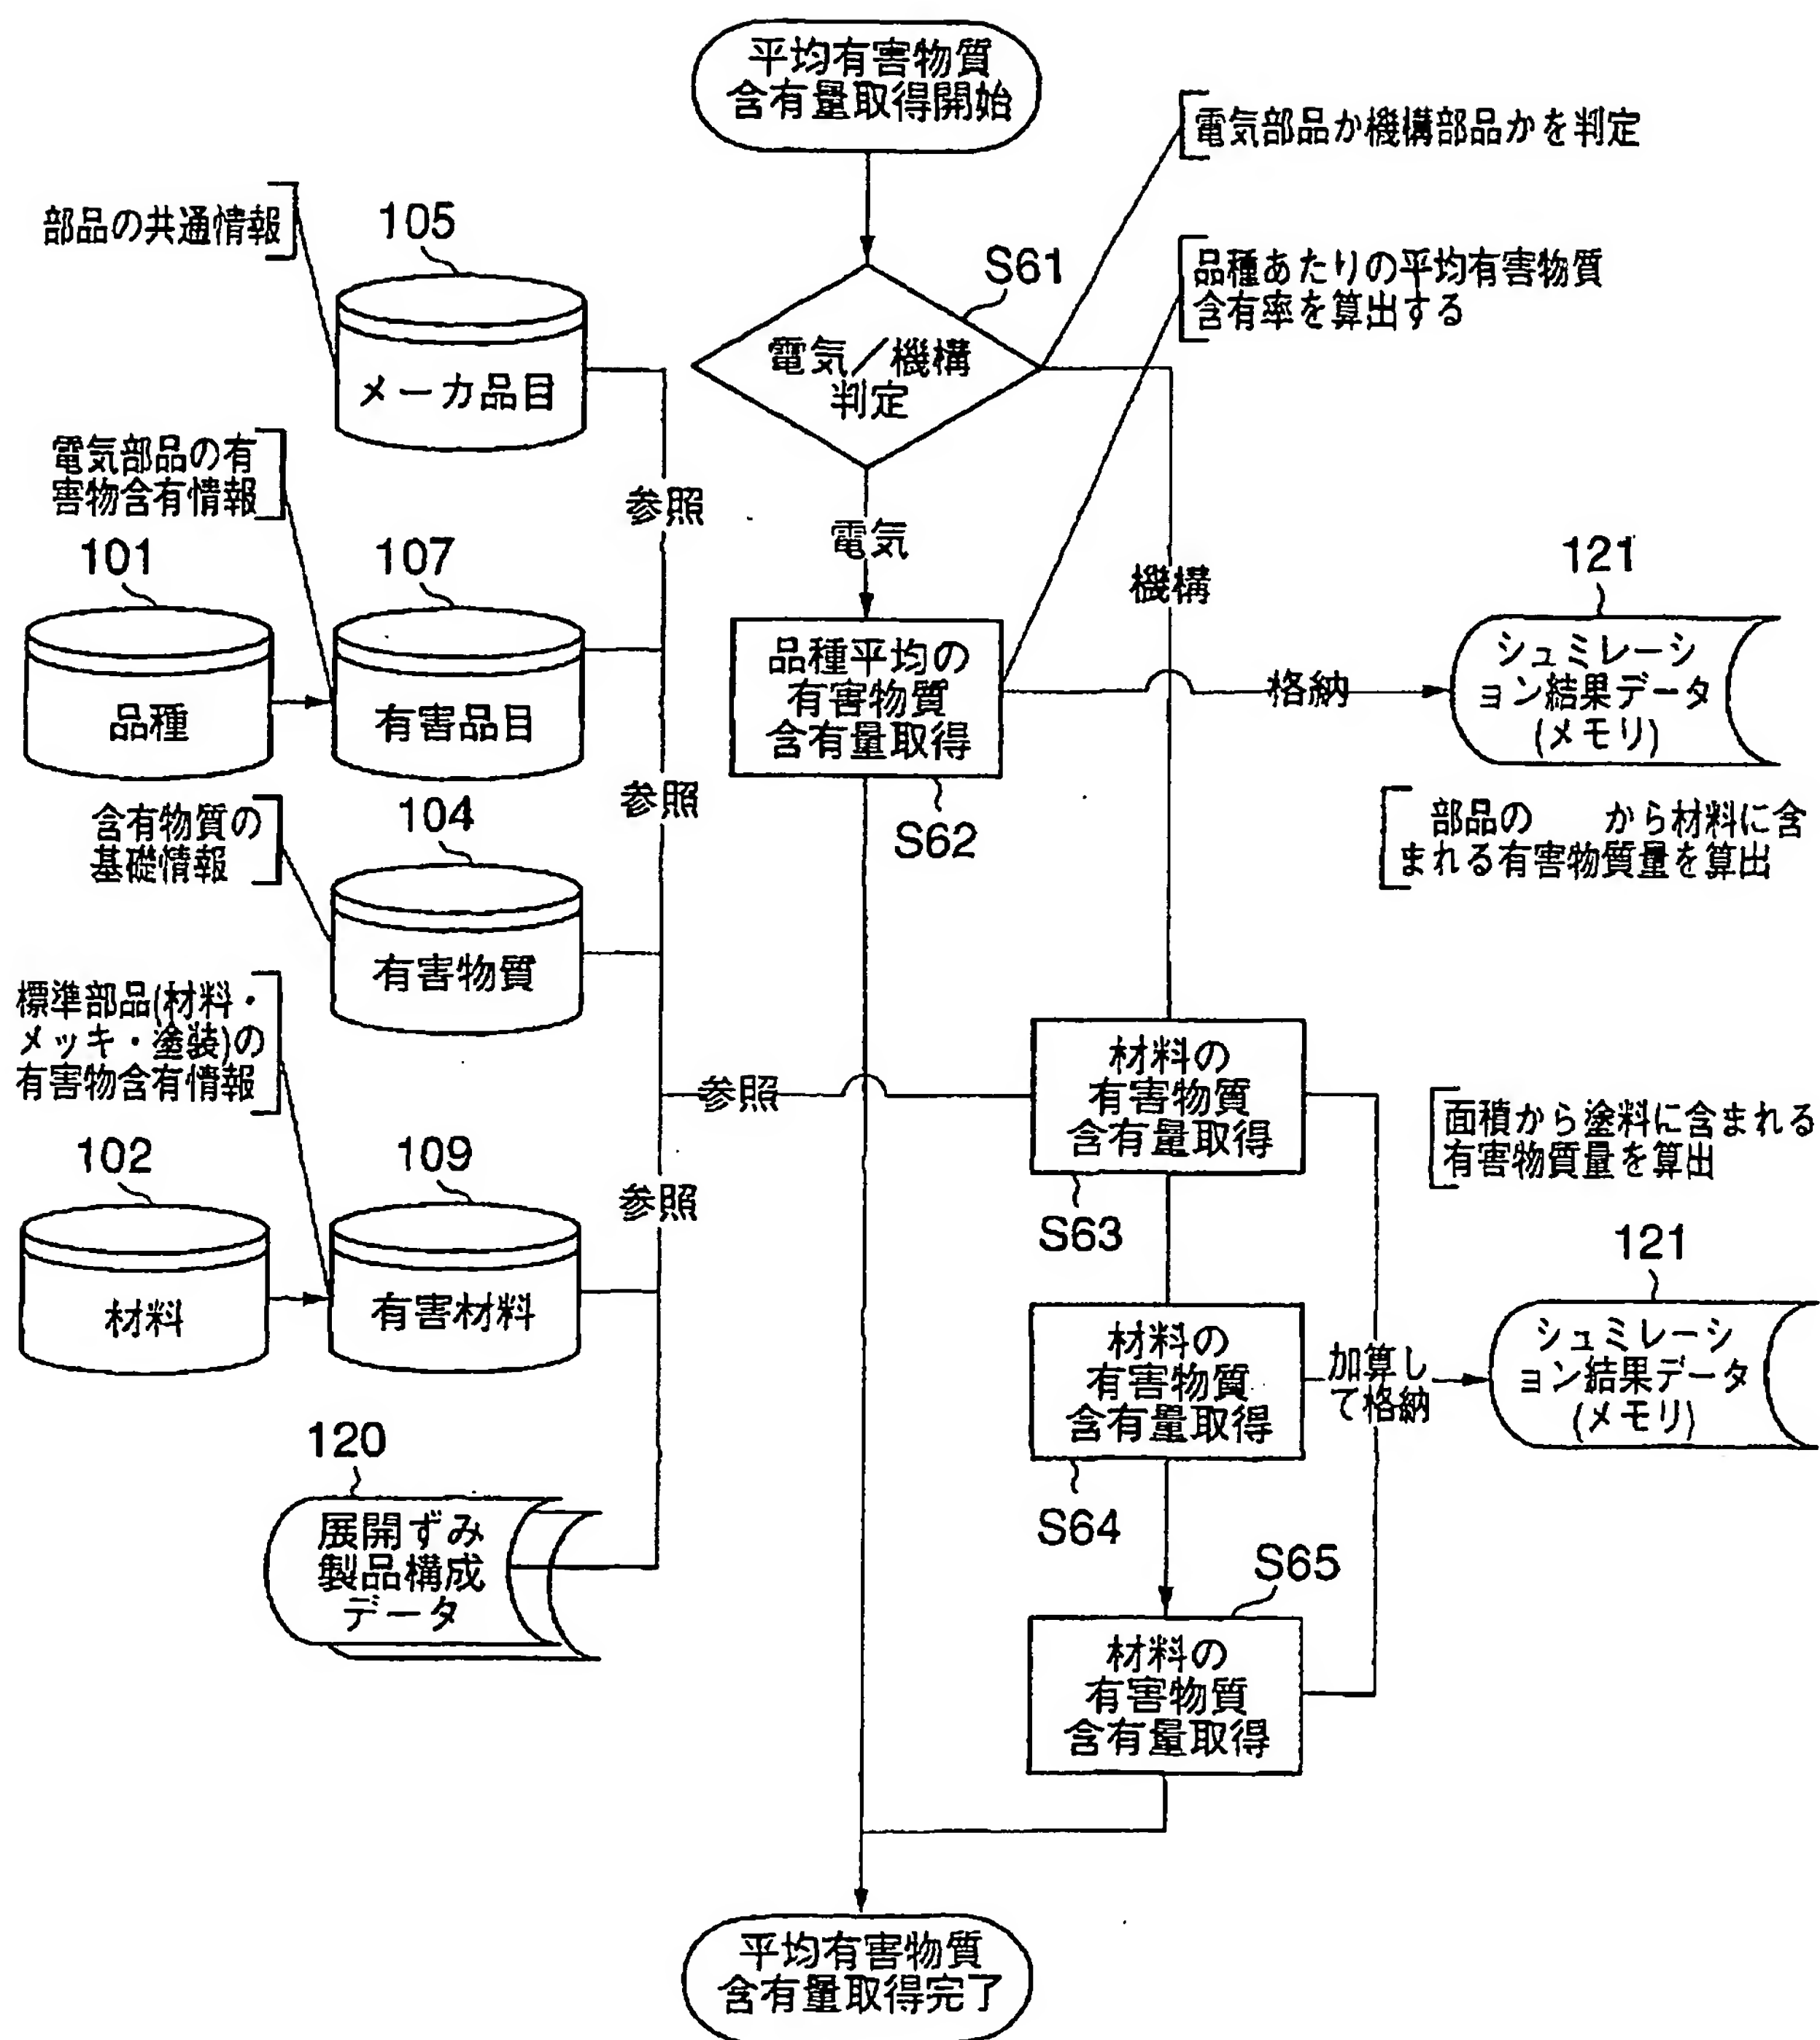 平均有害物質
含有量取得開始
電気部品か機構部品かを判定
部品の共通情報
105
S61
品種あたりの平均有害物質
含有率を算出する
メーカ品目
電気／機構
判定
電気部品の有
害物含有情報
参照
電気
機構
101
107
121
品種
有害品目
品種平均の
有害物質
含有量取得
格納
シュミレーシ
ョン結果データ
(メモリ)
参照
S62
部品の から材料に含
まれる有害物質量を算出
含有物質の
基礎情報
104
有害物質
標準部品(材料・
メッキ・塗装)の
有害物含有情報
参照
材料の
有害物質
含有量取得
面積から塗料に含まれる
有害物質量を算出
102
109
参照
S63
121
材料
有害材料
材料の
有害物質
含有量取得
加算し
て格納
シュミレーシ
ョン結果データ
(メモリ)
120
S64
展開ずみ
製品構成
データ
S65
材料の
有害物質
含有量取得
平均有害物質
含有量取得完了